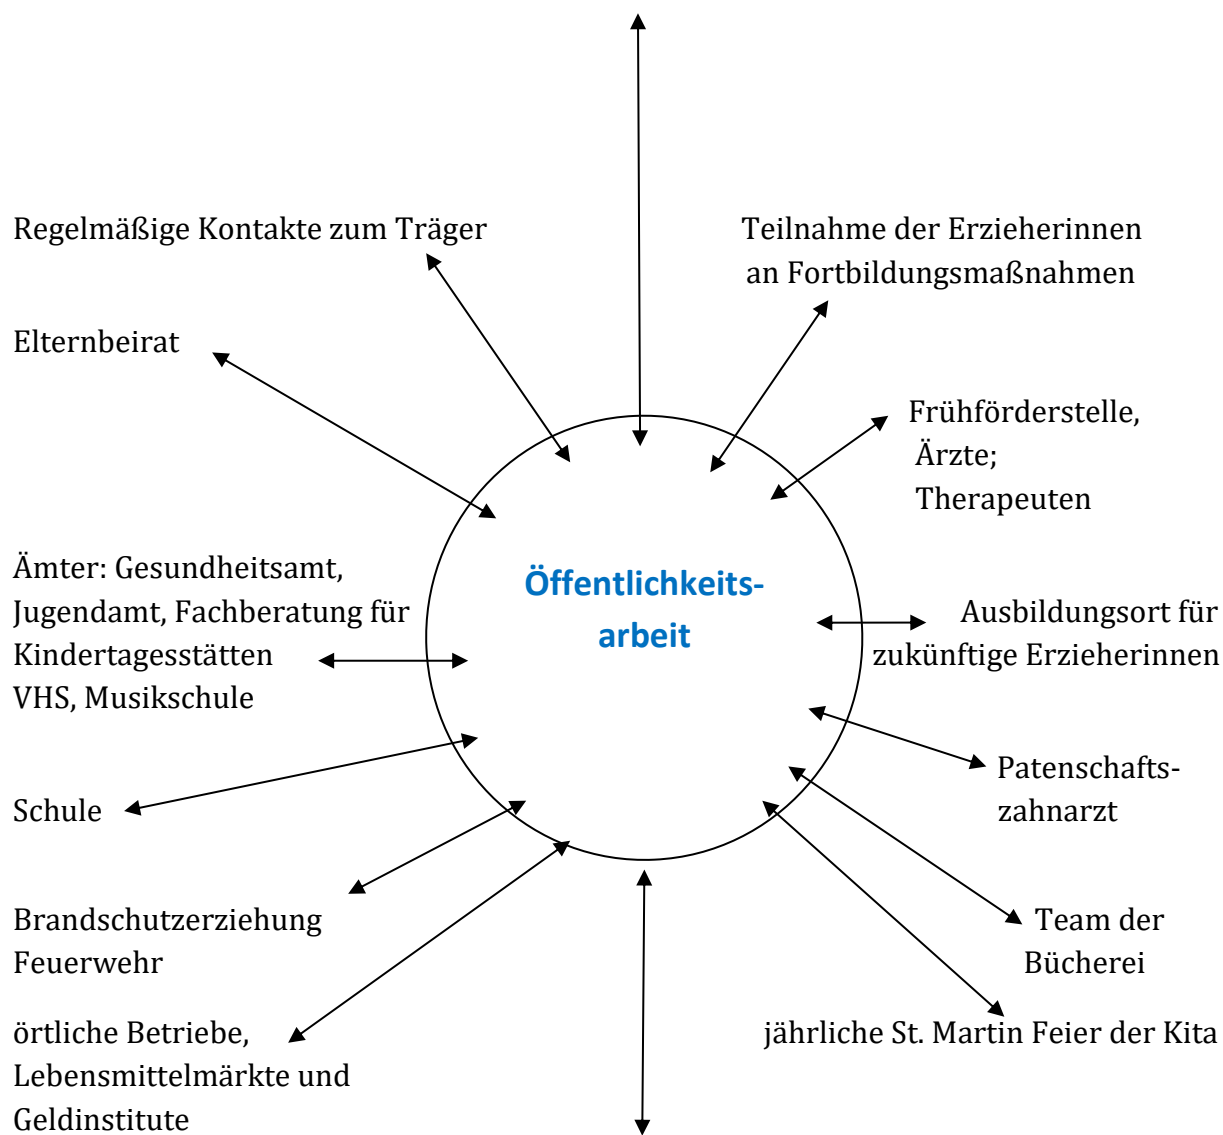 Regelmäßige Kontakte zum Träger
Teilnahme der Erzieherinnen
an Fortbildungsmaßnahmen
Elternbeirat
Frühförderstelle,
Ärzte;
Therapeuten
Ämter: Gesundheitsamt,
Jugendamt, Fachberatung für
Kindertagesstätten
VHS, Musikschule
Öffentlichkeits-
arbeit
Ausbildungsort für
zukünftige Erzieherinnen
Schule
Patenschafts-
zahnarzt
Brandschutzerziehung
Feuerwehr
Team der
Bücherei
örtliche Betriebe,
Lebensmittelmärkte und
Geldinstitute
jährliche St. Martin Feier der Kita